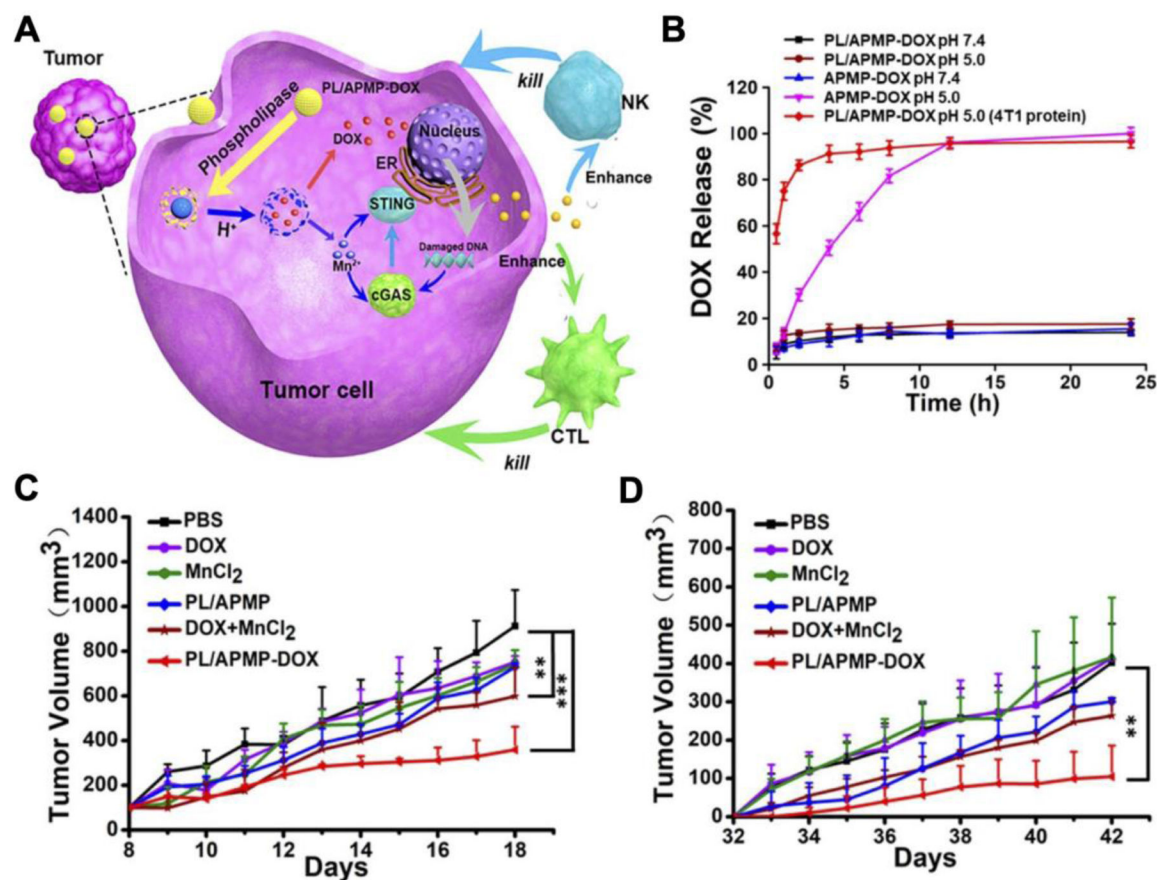 A
Tumor
Phospholipase
PL/APMP-DOX
DOX
Nucleus
ER
STING
H+
Mn2+
cGAS
Damaged DNA
Tumor cell
kill
NK
Enhance
Enhance
CTL
kill
B
PL/APMP-DOX pH 7.4
PL/APMP-DOX pH 5.0
APMP-DOX pH 7.4
APMP-DOX pH 5.0
PL/APMP-DOX pH 5.0 (4T1 protein)
DOX Release (%)
120
100
80
60
40
20
0
0 5 10 15 20 25
Time (h)
C
PBS
DOX
MnCl2
PL/APMP
DOX+MnCl2
PL/APMP-DOX
Tumor Volume (mm3)
1400
1200
1000
800
600
400
200
0
**
***
8 10 12 14 16 18
Days
D
PBS
DOX
MnCl2
PL/APMP
DOX+MnCl2
PL/APMP-DOX
Tumor Volume (mm3)
800
700
600
500
400
300
200
100
0
**
32 34 36 38 40 42
Days